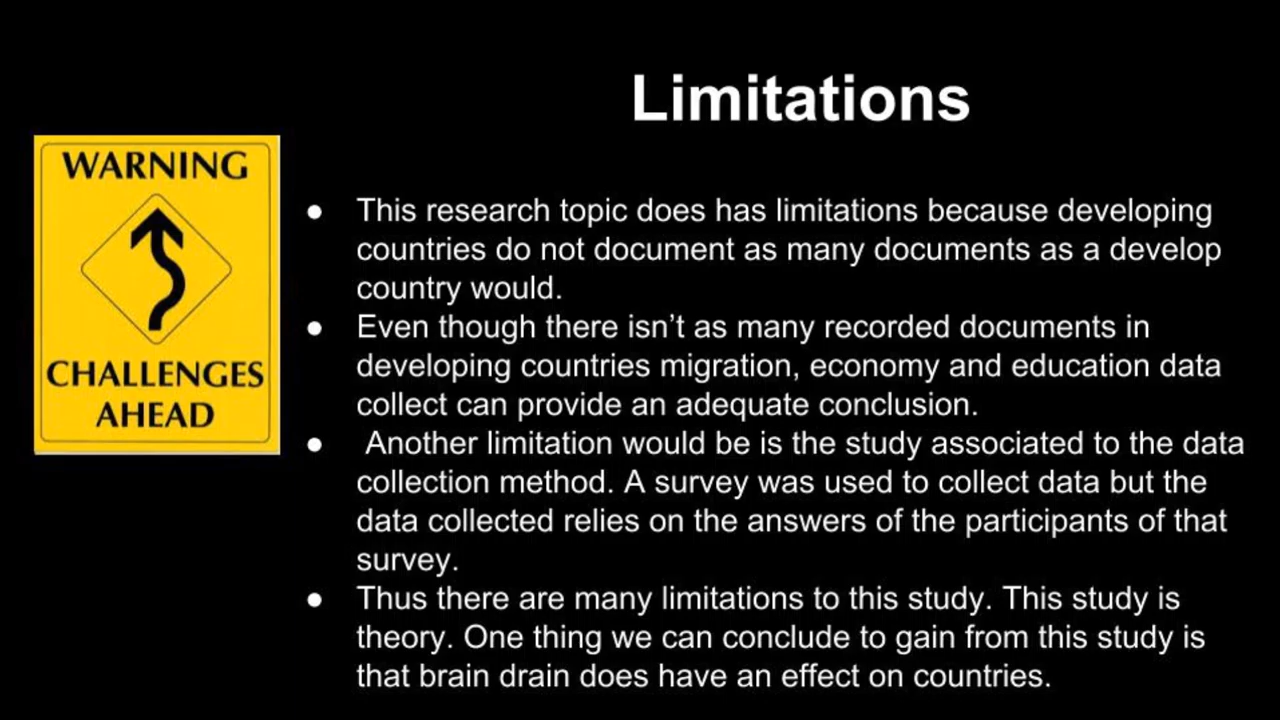 Limitations
WARNING
CHALLENGES
AHEAD
● This research topic does has limitations because developing
countries do not document as many documents as a develop
country would.
● Even though there isn’t as many recorded documents in
developing countries migration, economy and education data
collect can provide an adequate conclusion.
● Another limitation would be is the study associated to the data
collection method. A survey was used to collect data but the
data collected relies on the answers of the participants of that
survey.
● Thus there are many limitations to this study. This study is
theory. One thing we can conclude to gain from this study is
that brain drain does have an effect on countries.